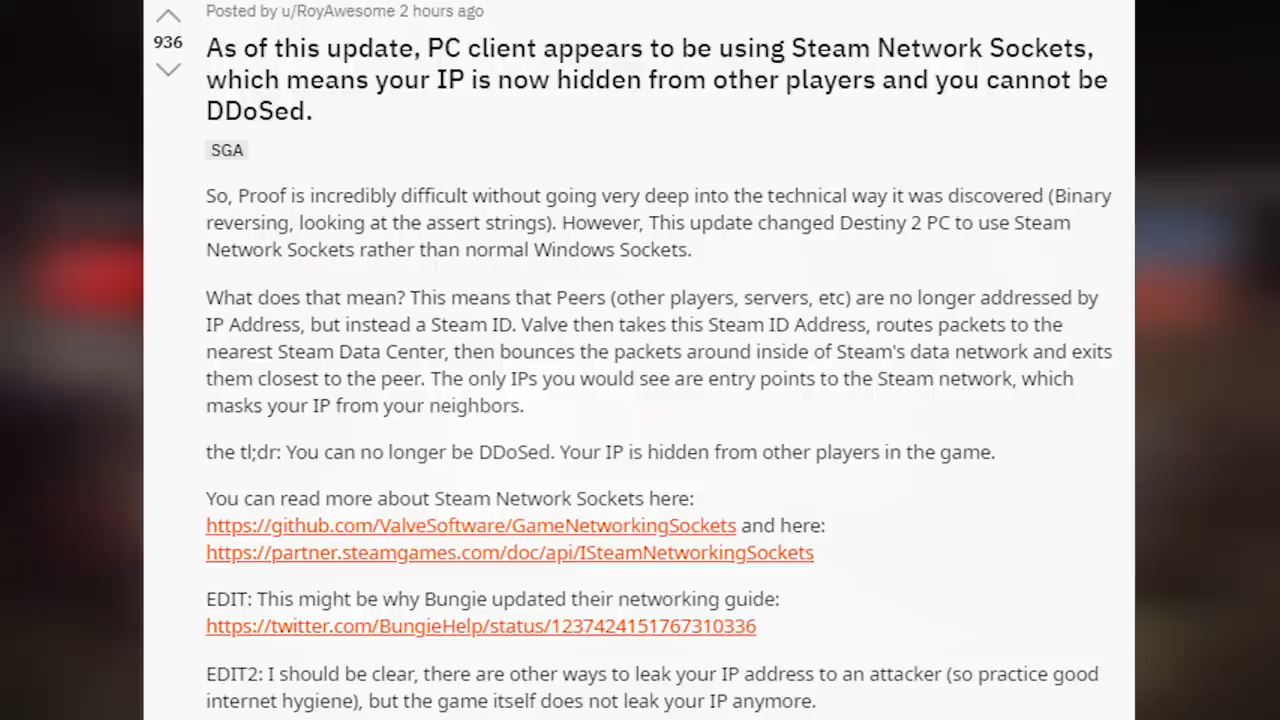 Posted by u/RoyAwesome 2 hours ago
936
As of this update, PC client appears to be using Steam Network Sockets,
which means your IP is now hidden from other players and you cannot be
DDoSed.
SGA
So, Proof is incredibly difficult without going very deep into the technical way it was discovered (Binary
reversing, looking at the assert strings). However, This update changed Destiny 2 PC to use Steam
Network Sockets rather than normal Windows Sockets.
What does that mean? This means that Peers (other players, servers, etc) are no longer addressed by
IP Address, but instead a Steam ID. Valve then takes this Steam ID Address, routes packets to the
nearest Steam Data Center, then bounces the packets around inside of Steam's data network and exits
them closest to the peer. The only IPs you would see are entry points to the Steam network, which
masks your IP from your neighbors.
the tl;dr: You can no longer be DDoSed. Your IP is hidden from other players in the game.
You can read more about Steam Network Sockets here:
https://github.com/ValveSoftware/GameNetworkingSockets and here:
https://partner.steamgames.com/doc/api/ISteamNetworkingSockets
EDIT: This might be why Bungie updated their networking guide:
https://twitter.com/BungieHelp/status/1237424151767310336
EDIT2: I should be clear, there are other ways to leak your IP address to an attacker (so practice good
internet hygiene), but the game itself does not leak your IP anymore.